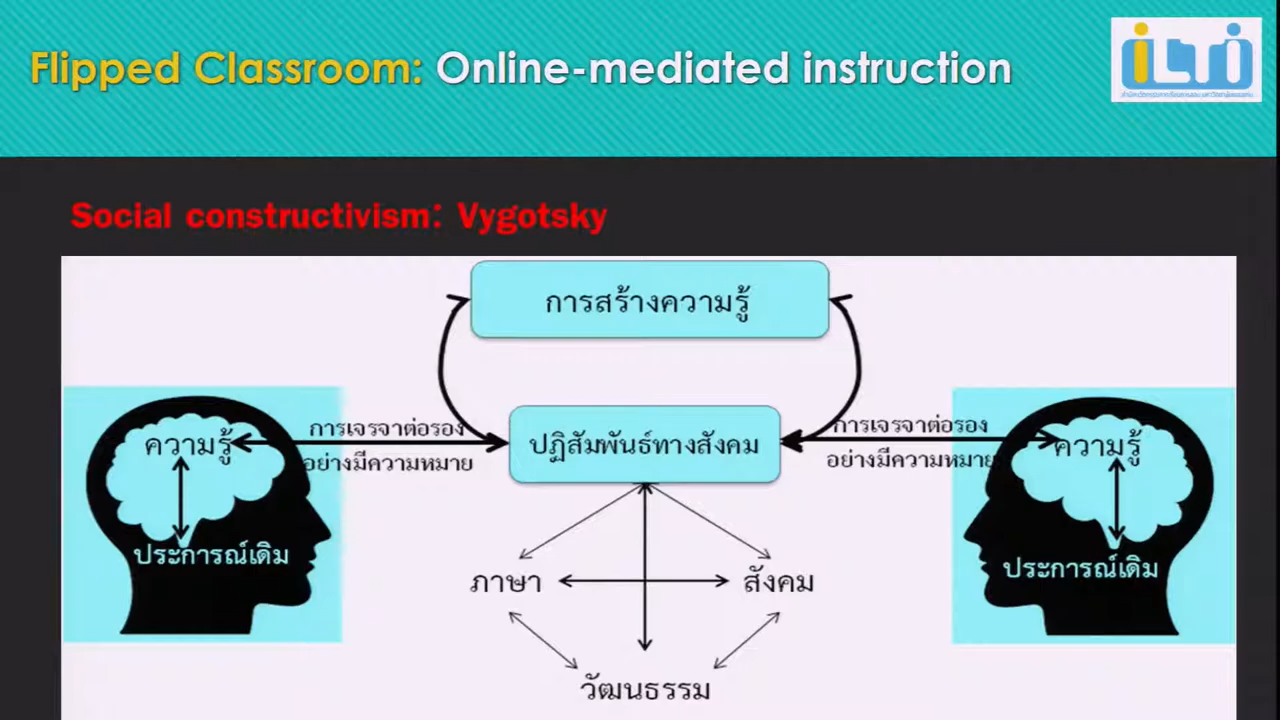 Flipped Classroom: Online-mediated instruction
Social constructivism: Vygotsky
การสร้างความรู้
ความรู้
การเจรจาต่อรอง
อย่างมีความหมาย
ปฏิสัมพันธ์ทางสังคม
การเจรจาต่อรอง
อย่างมีความหมาย
ความรู้
ประการณ์เดิม
ประการณ์เดิม
ภาษา
สังคม
วัฒนธรรม